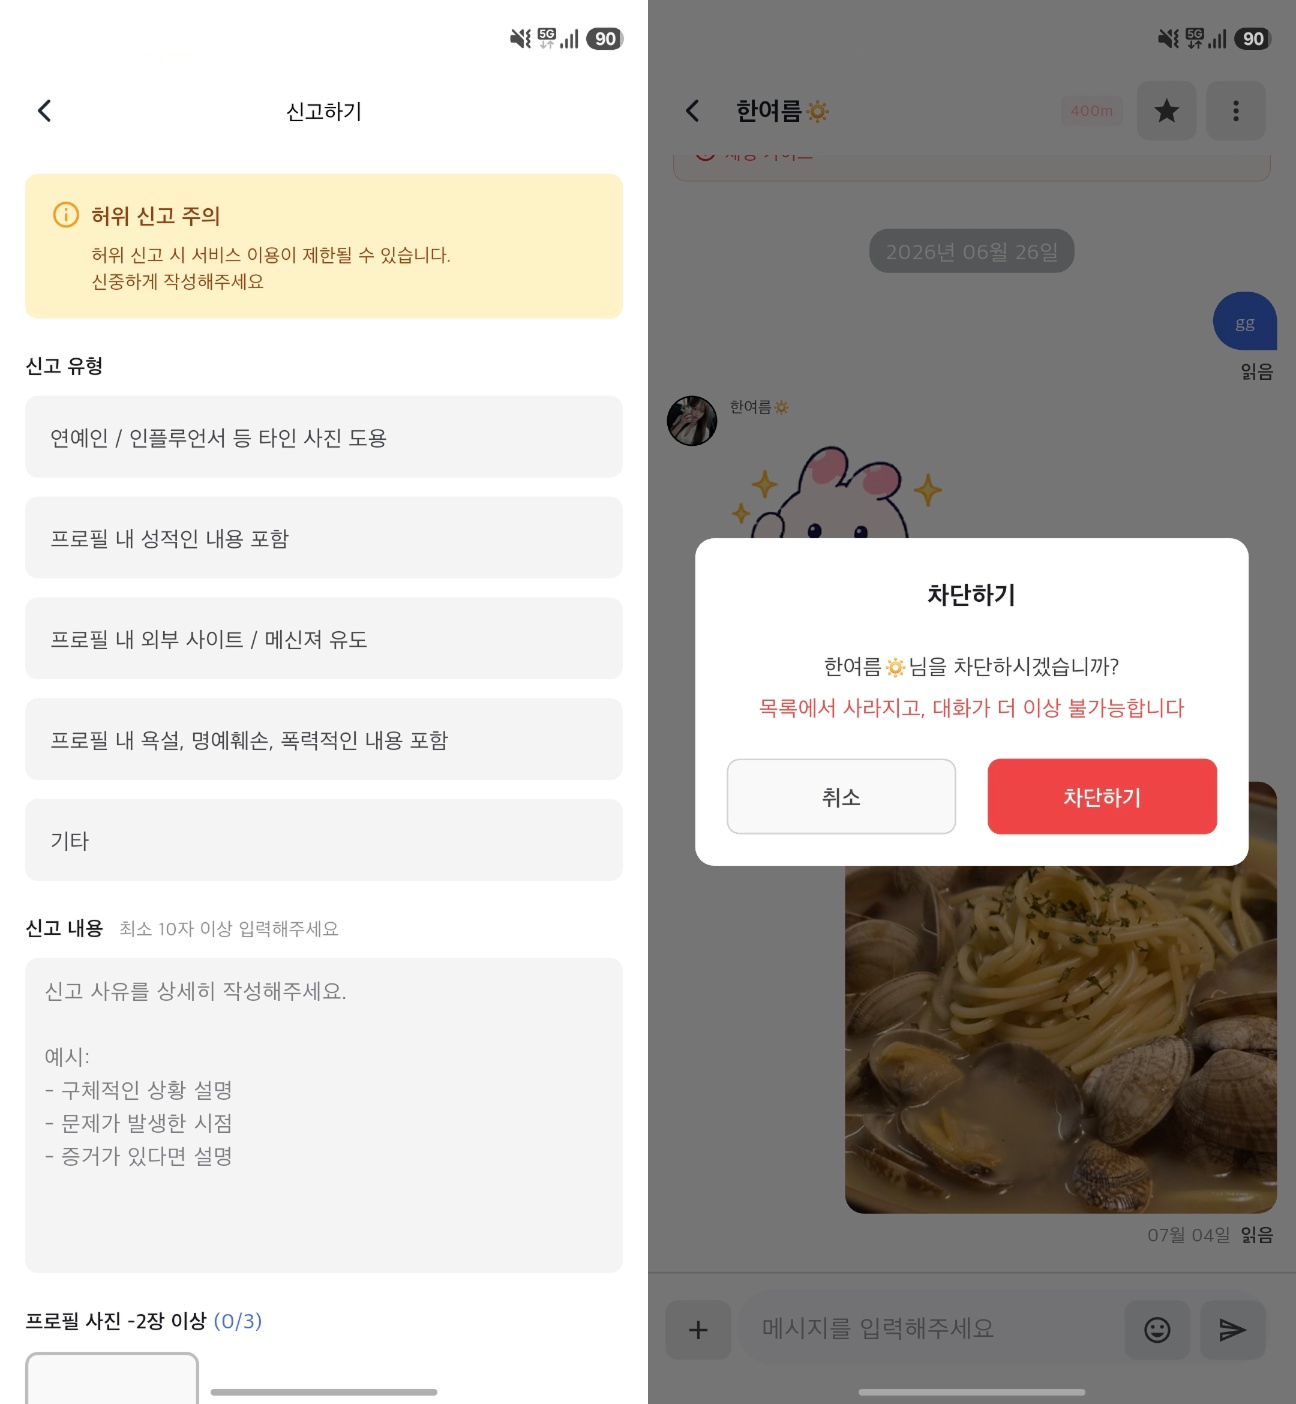 5G
90
신고하기
허위 신고 주의
허위 신고 시 서비스 이용이 제한될 수 있습니다.
신중하게 작성해주세요
신고 유형
연예인 / 인플루언서 등 타인 사진 도용
프로필 내 성적인 내용 포함
프로필 내 외부 사이트 / 메신져 유도
프로필 내 욕설, 명예훼손, 폭력적인 내용 포함
기타
신고 내용 최소 10자 이상 입력해주세요
신고 사유를 상세히 작성해주세요.
예시:
- 구체적인 상황 설명
- 문제가 발생한 시점
- 증거가 있다면 설명
프로필 사진 -2장 이상 (0/3)
5G
90
한여름🔅
400m
2026년 06월 26일
gg
읽음
한여름🔅
차단하기
한여름🔅님을 차단하시겠습니까?
목록에서 사라지고, 대화가 더 이상 불가능합니다
취소
차단하기
07월 04일 읽음
메시지를 입력해주세요